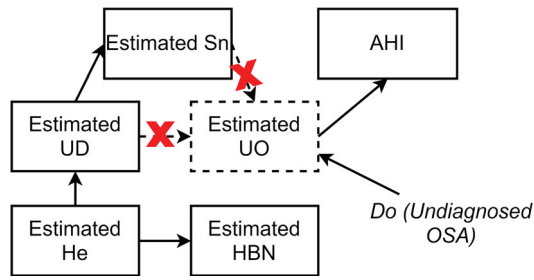 Estimated Sn
AHI
Estimated
UD
Estimated
UO
Do (Undiagnosed
OSA)
Estimated
He
Estimated
HBN